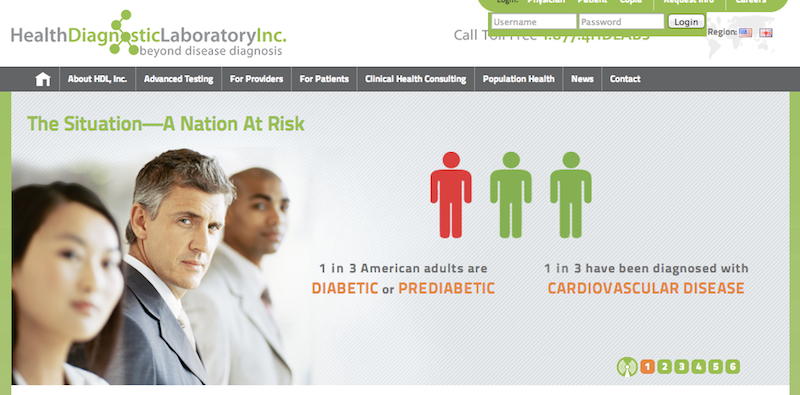 Login: Physician Patient Copia Request Info Careers
Username Password Login
HealthDiagnosticLaboratoryInc.
beyond disease diagnosis
Call Toll Free 1.877.4HDLABS
Region:
About HDL, Inc. Advanced Testing For Providers For Patients Clinical Health Consulting Population Health News Contact
The Situation—A Nation At Risk
1 in 3 American adults are
DIABETIC or PREDIABETIC
1 in 3 have been diagnosed with
CARDIOVASCULAR DISEASE
1 2 3 4 5 6